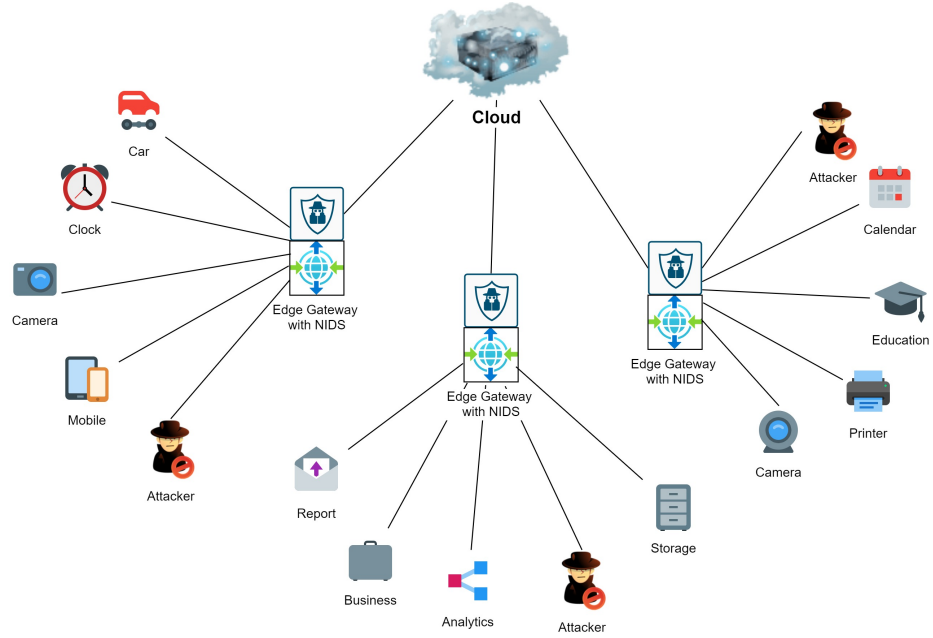 Cloud
Car
Clock
Camera
Mobile
Attacker
Edge Gateway
with NIDS
Edge Gateway
with NIDS
Report
Business
Analytics
Attacker
Storage
Edge Gateway
with NIDS
Attacker
Calendar
Education
Printer
Camera